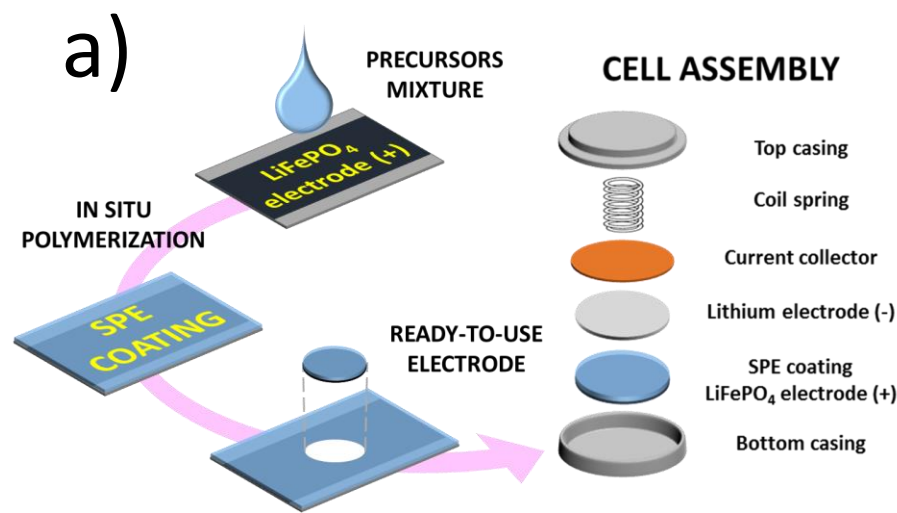 a)
PRECURSORS
MIXTURE
LiFePO₄
electrode (+)
IN SITU
POLYMERIZATION
SPE
COATING
READY-TO-USE
ELECTRODE
CELL ASSEMBLY
Top casing
Coil spring
Current collector
Lithium electrode (-)
SPE coating
LiFePO₄ electrode (+)
Bottom casing